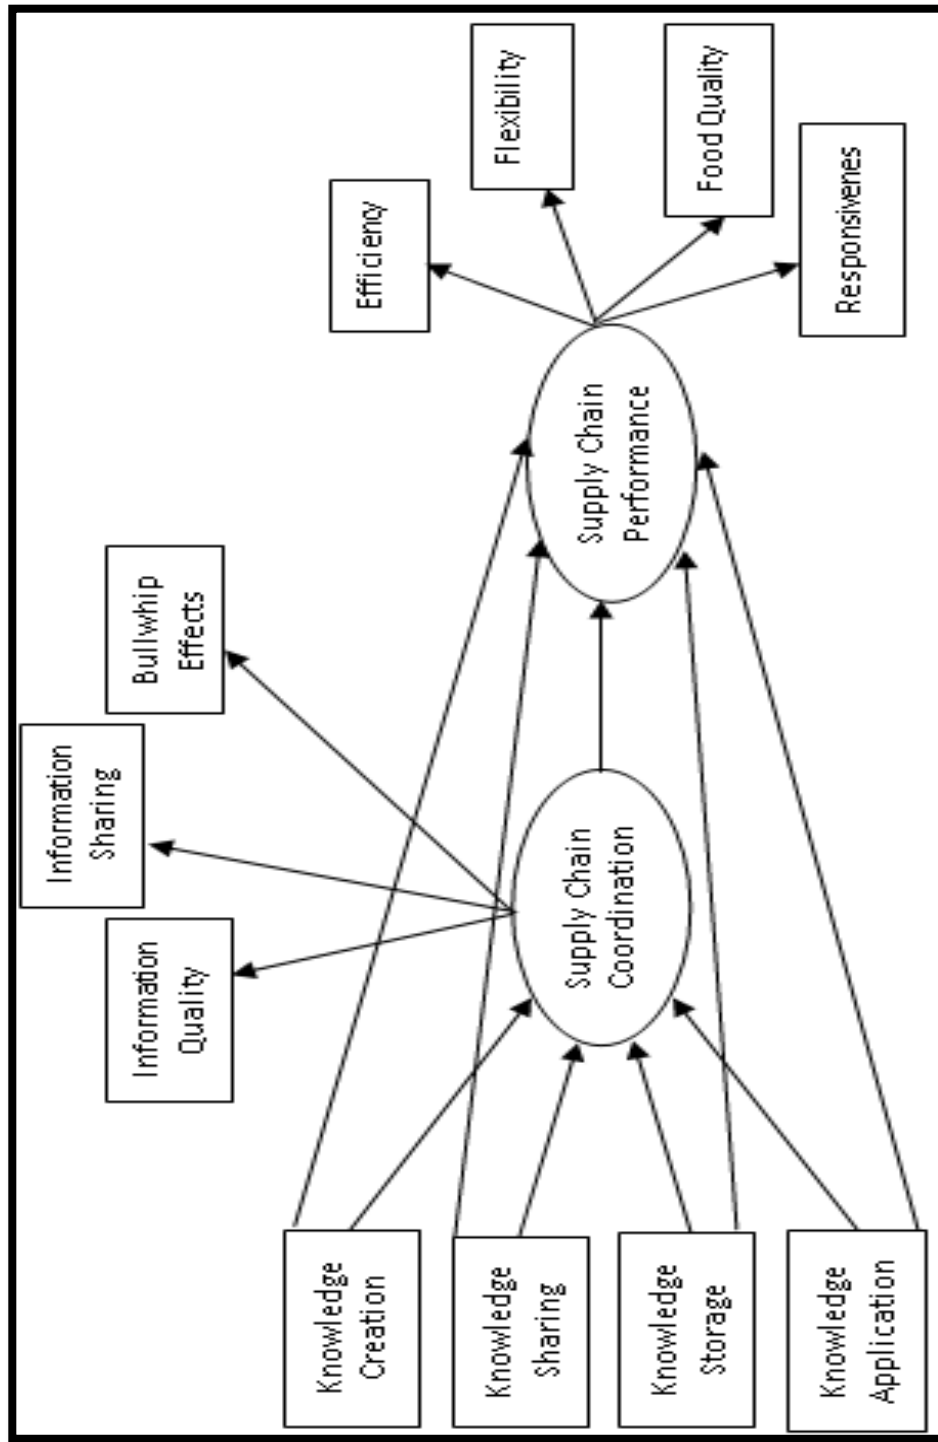 Knowledge
Creation
Knowledge
Sharing
Knowledge
Storage
Knowledge
Application
Information
Quality
Information
Sharing
Bullwhip
Effects
Supply Chain
Coordination
Supply Chain
Performance
Efficiency
Flexibility
Food Quality
Responsivenes